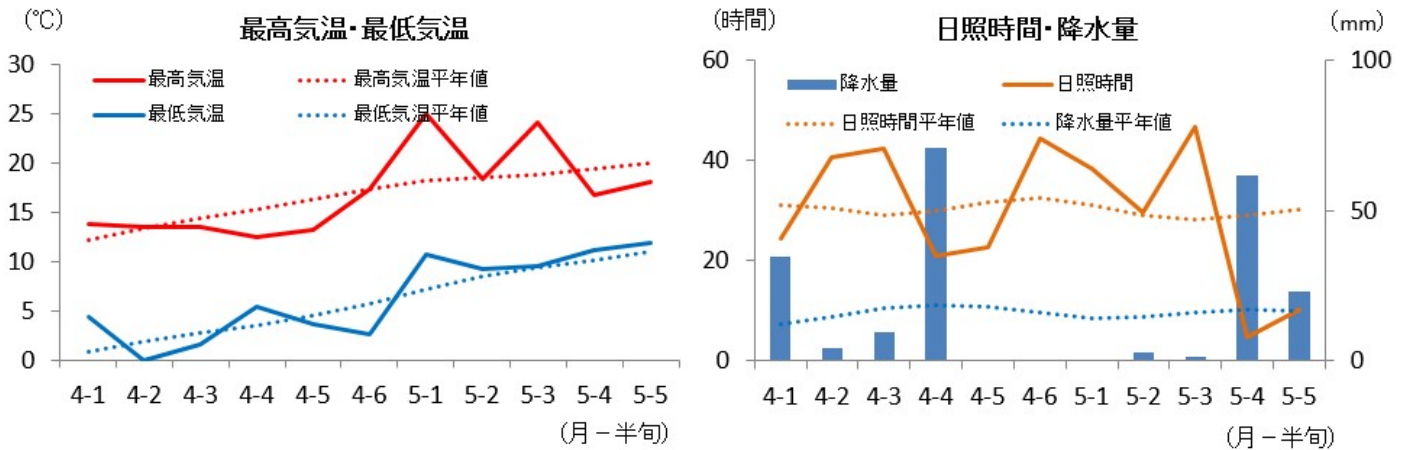 (℃)
最高気温・最低気温
30
25
20
15
10
5
0
最高気温
最高気温平年値
最低気温
最低気温平年値
4-1 4-2 4-3 4-4 4-5 4-6 5-1 5-2 5-3 5-4 5-5
(月－半旬)
(時間)
日照時間・降水量
(mm)
60
40
20
0
降水量
日照時間
日照時間平年値
降水量平年値
100
50
0
4-1 4-2 4-3 4-4 4-5 4-6 5-1 5-2 5-3 5-4 5-5
(月－半旬)